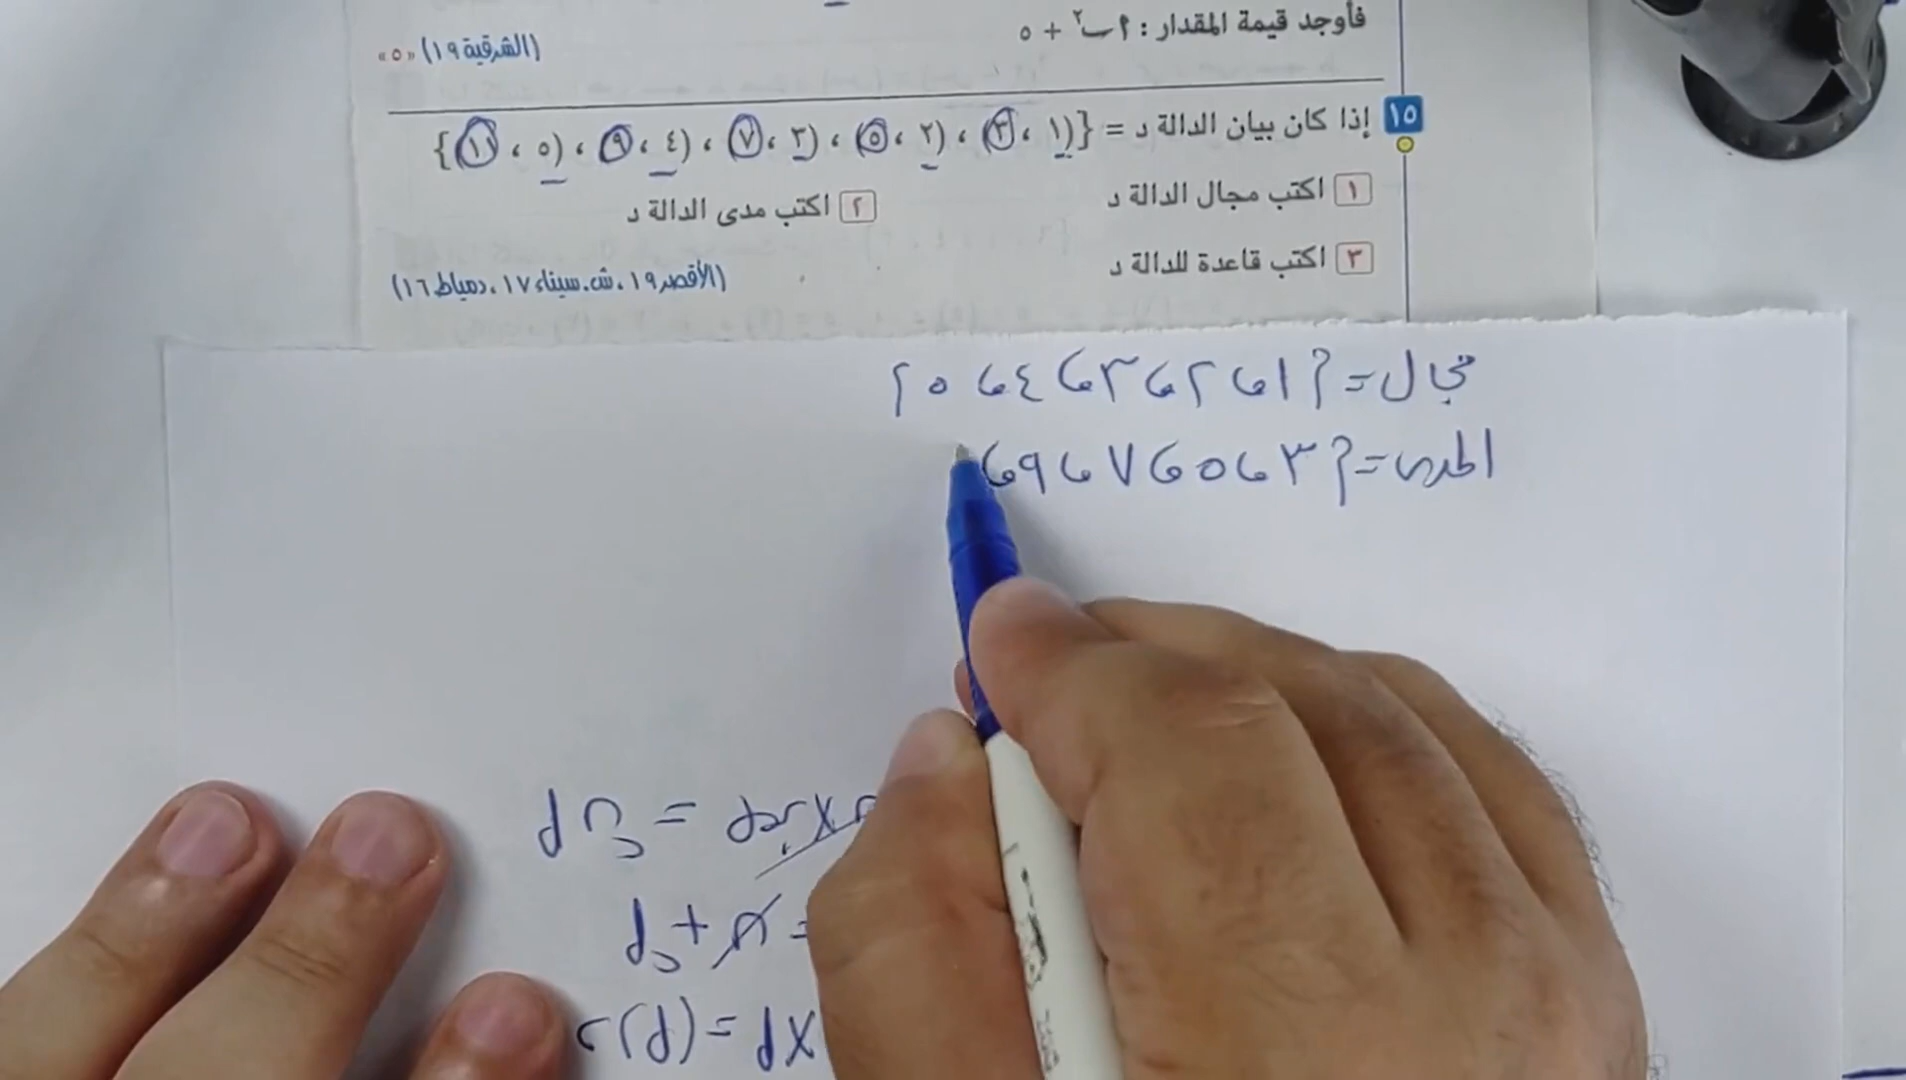 فأوجد قيمة المقدار : ٢ ب٢ + ٥
(الشرقية ١٩) «٥»
١٥ إذا كان بيان الدالة د = {(١ ، ٣) ، (٢ ، ٥) ، (٣ ، ٧) ، (٤ ، ٩) ، (٥ ، ١١)}
١ اكتب مجال الدالة د
٢ اكتب مدى الدالة د
٣ اكتب قاعدة للدالة د
(الأقصر ١٩ ، ش.سيناء ١٧ ، دمياط ١٦)
مجال = {١ ، ٢ ، ٣ ، ٤ ، ٥}
المدى = {٣ ، ٥ ، ٧ ، ٩ ،